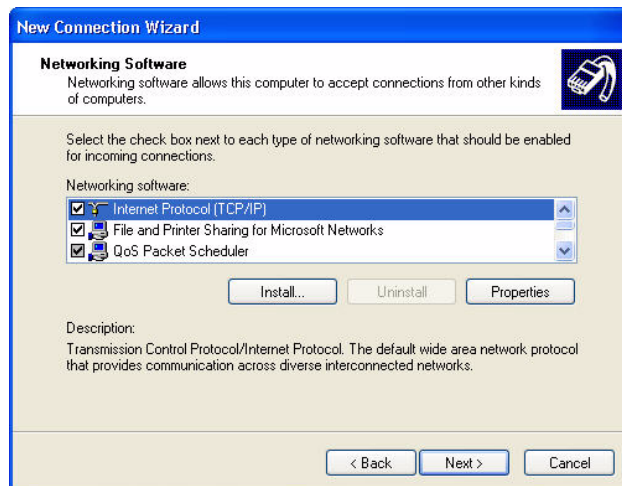 New Connection Wizard
Networking Software
Networking software allows this computer to accept connections from other kinds
of computers.
Select the check box next to each type of networking software that should be enabled
for incoming connections.
Networking software:
Internet Protocol (TCP/IP)
File and Printer Sharing for Microsoft Networks
QoS Packet Scheduler
Install...
Uninstall
Properties
Description:
Transmission Control Protocol/Internet Protocol. The default wide area network protocol
that provides communication across diverse interconnected networks.
< Back
Next >
Cancel